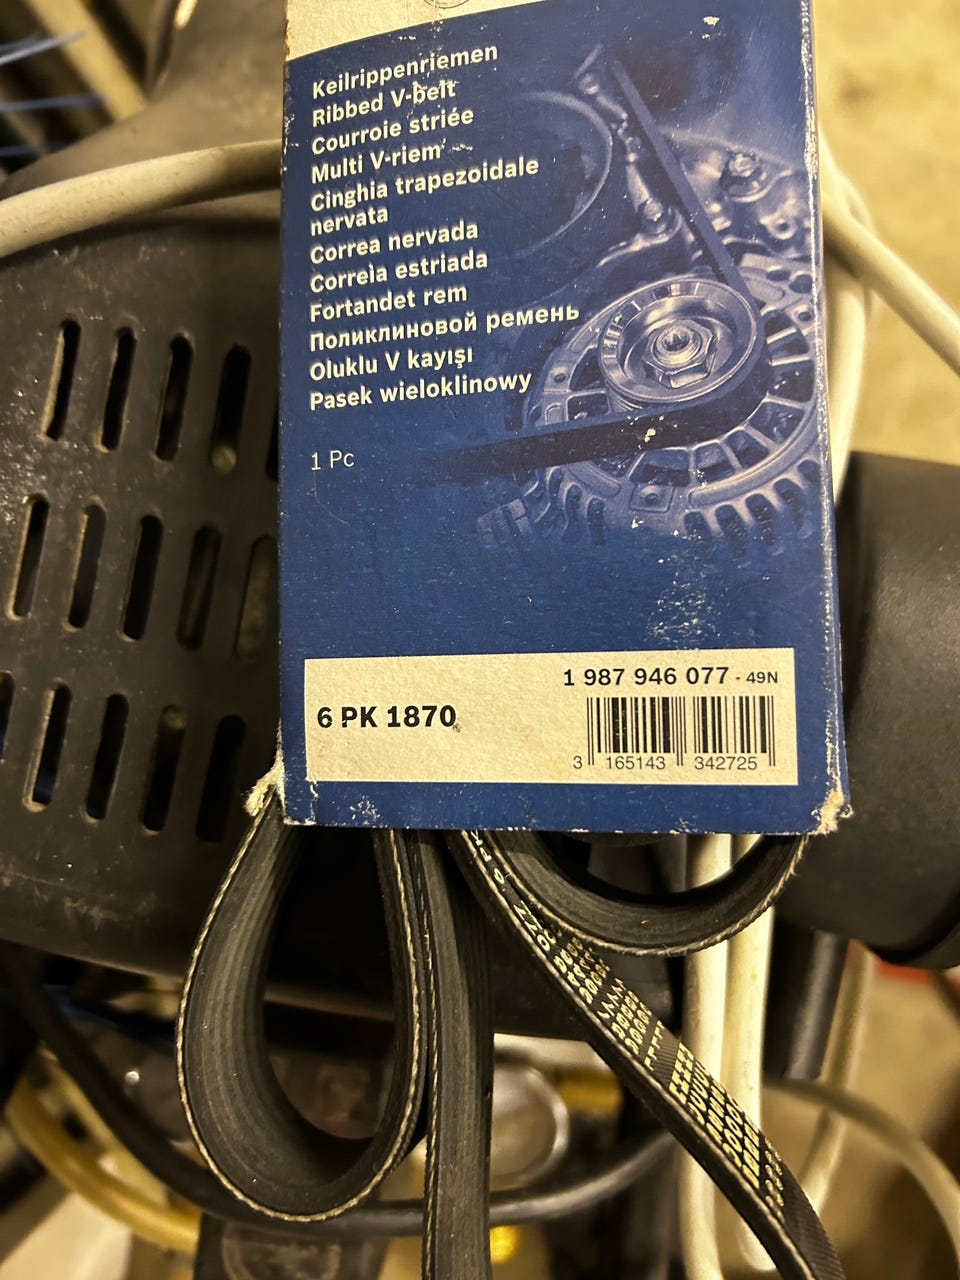 Keilrippenriemen
Ribbed V-belt
Courroie striée
Multi V-riem
Cinghia trapezoidale
nervata
Correa nervada
Correia estriada
Fortandet rem
Поликлиновой ремень
Oluklu V kayışı
Pasek wieloklinowy
1 Pc
1 987 946 077 - 49N
6 PK 1870
3 165143 342725